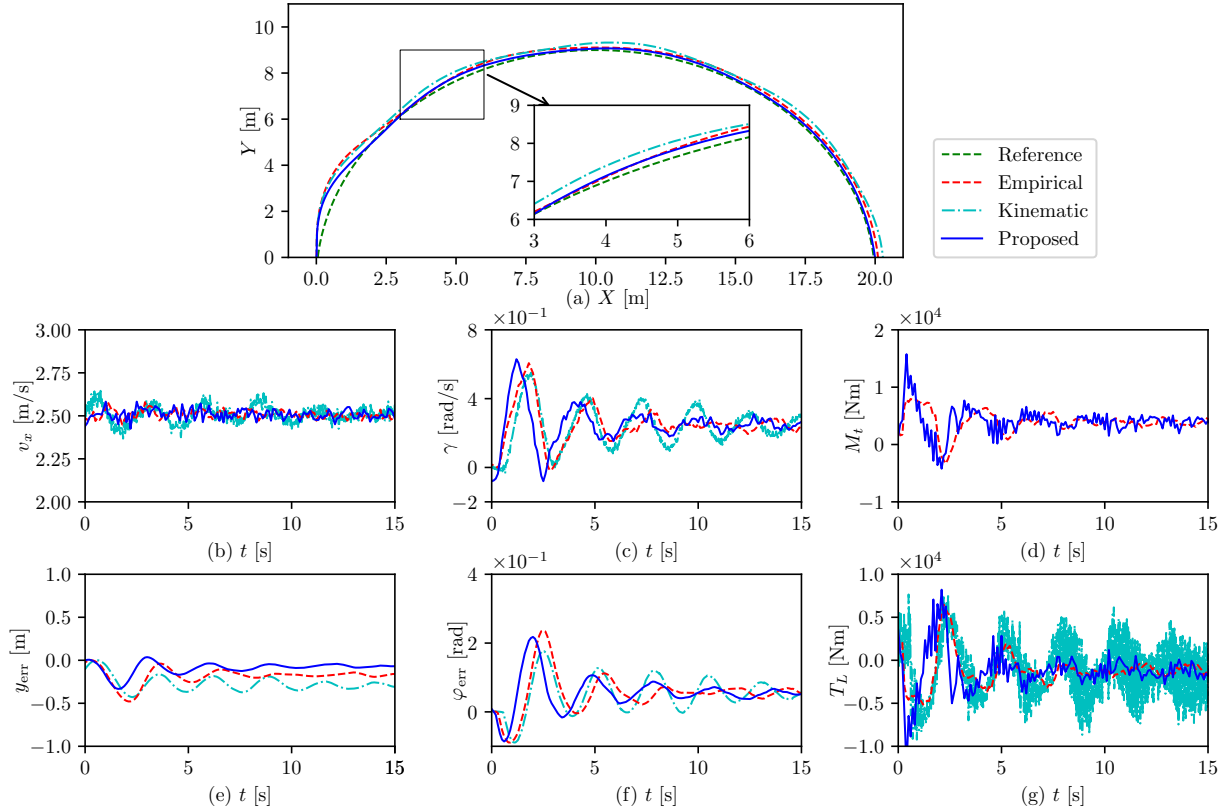 10
8
6
4
2
0
Y [m]
0.0 2.5 5.0 7.5 10.0 12.5 15.0 17.5 20.0
(a) X [m]
9
8
7
6
3 4 5 6
Reference
Empirical
Kinematic
Proposed
3.00
2.75
2.50
2.25
2.00
v_x [m/s]
0 5 10 15
(b) t [s]
×10⁻¹
8
4
0
−2
γ [rad/s]
0 5 10 15
(c) t [s]
×10⁴
2
1
0
−1
M_t [Nm]
0 5 10 15
(d) t [s]
1.0
0.5
0.0
−0.5
−1.0
y_err [m]
0 5 10 15
(e) t [s]
×10⁻¹
4
2
0
φ_err [rad]
0 5 10 15
(f) t [s]
×10⁴
1.0
0.5
0.0
−0.5
−1.0
T_L [Nm]
0 5 10 15
(g) t [s]